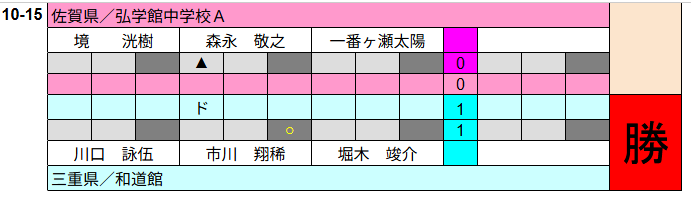 10-15 佐賀県／弘学館中学校Ａ
境　洸樹 森永　敬之 一番ヶ瀬太陽
▲ 0
0
ド 1
○ 1
勝
川口　詠伍 市川　翔稀 堀木　竣介
三重県／和道館